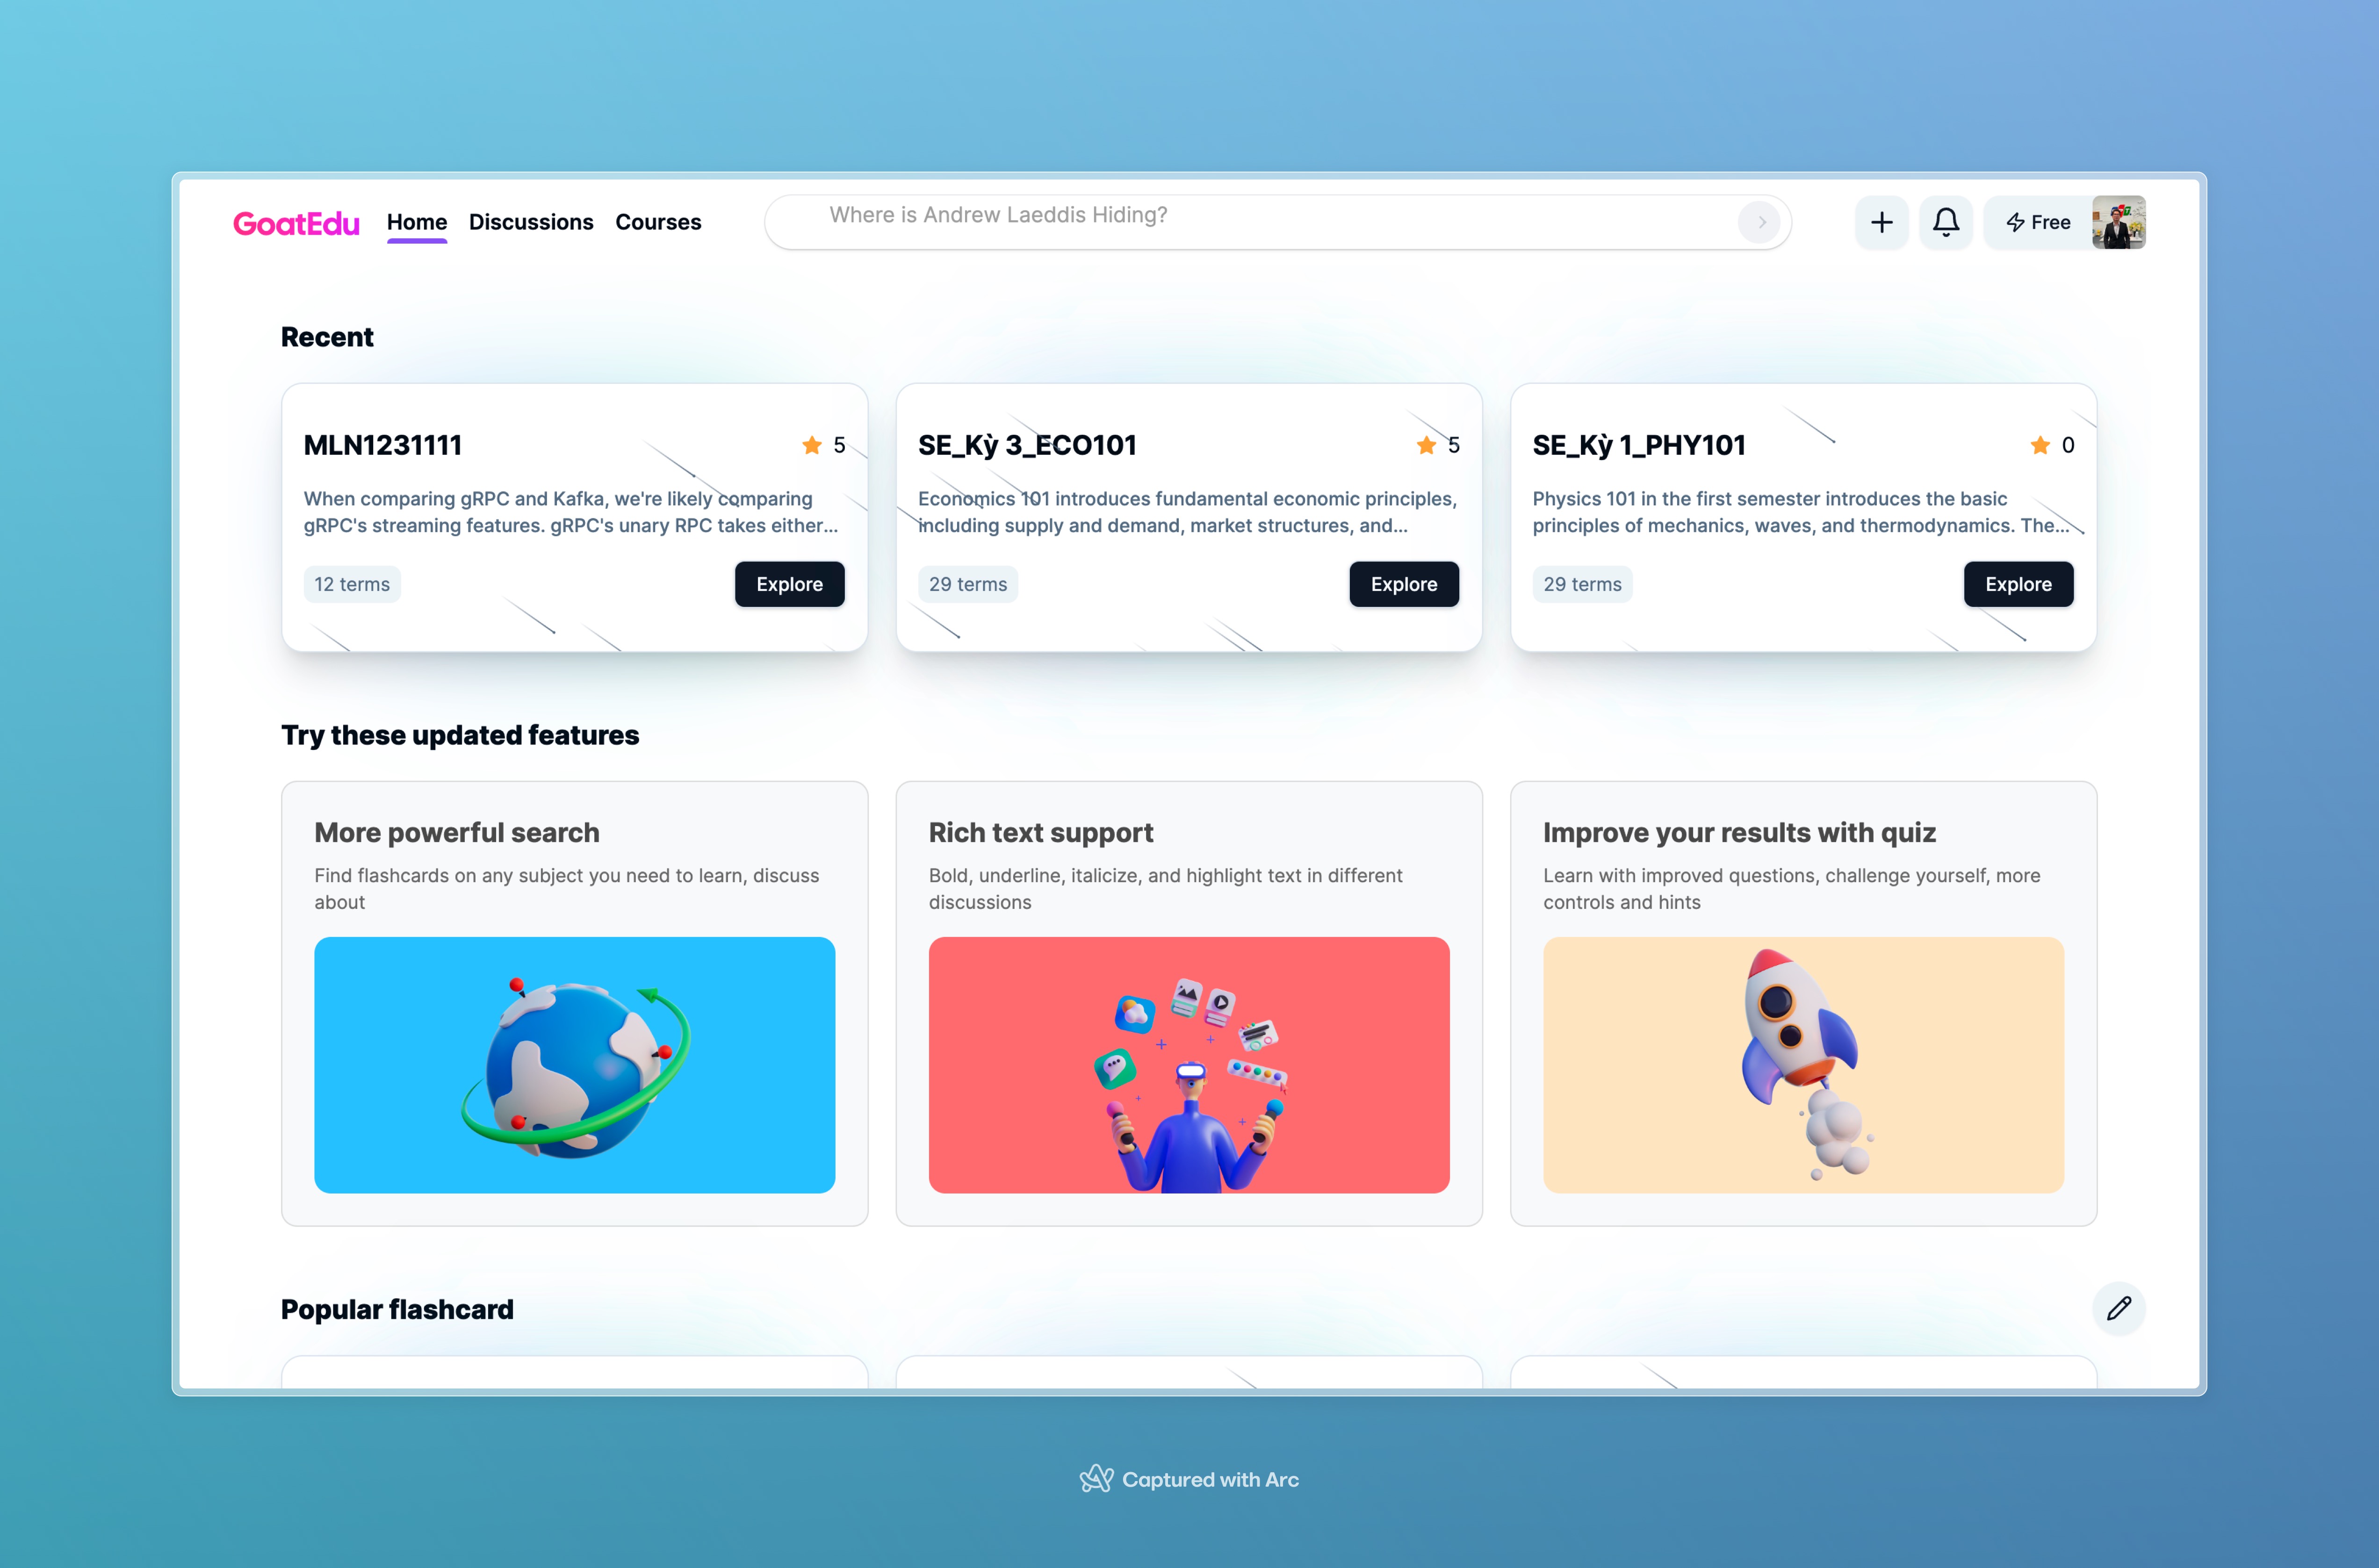 GoatEdu
Home
Discussions
Courses
Where is Andrew Laeddis Hiding?
Free
Recent
MLN1231111
5
When comparing gRPC and Kafka, we're likely comparing
gRPC's streaming features. gRPC's unary RPC takes either...
12 terms
Explore
SE_Kỳ 3_ECO101
5
Economics 101 introduces fundamental economic principles,
including supply and demand, market structures, and...
29 terms
Explore
SE_Kỳ 1_PHY101
0
Physics 101 in the first semester introduces the basic
principles of mechanics, waves, and thermodynamics. The...
29 terms
Explore
Try these updated features
More powerful search
Find flashcards on any subject you need to learn, discuss
about
Rich text support
Bold, underline, italicize, and highlight text in different
discussions
Improve your results with quiz
Learn with improved questions, challenge yourself, more
controls and hints
Popular flashcard
Captured with Arc